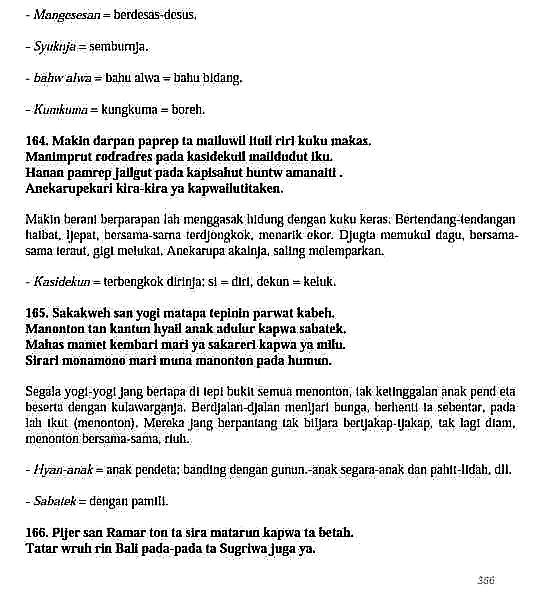 - Mangesesan = berdesas-desus.
- Syuknja = semburnja.
- bahw alwa = bahu alwa = bahu bidang.
- Kumkuma = kungkuma = boreh.
164. Makin darpan paprep ta mailuwil ltuil riri kuku makas.
Manimprut rodradres pada kasidekuil maildudut iku.
Hanan pamrep jailgut pada kapisahut huntw amanaiti .
Anekarupekari kira-kira ya kapwailutitaken.
Makin berani berparapan lah menggasak hidung dengan kuku keras. Bertendang-tendangan
haibat, ljepat, bersama-sama terdjongkok, menarik ekor. Djugta memukul dagu, bersama-
sama teraut, gigi melukai. Anekarupa akalnja, saling melemparkan.
- Kasidekun = terbengkok dirinja; si = diri, dekun = keluk.
165. Sakakweh san yogi matapa tepinin parwat kabeh.
Manonton tan kantun hyail anak adulur kapwa sabatek.
Mahas mamet kembari mari ya sakareri kapwa ya milu.
Sirari monamono mari muna manonton pada humun.
Segala yogi-yogi jang bertapa di tepi bukit semua menonton, tak ketinggalan anak pend eta
beserta dengan kulawarganja. Berdjalan-djalan mentjari bunga, berhenti ia sebentar, pada
lah ikut (menonton). Mereka jang berpantang tak bitjara bertjakap-tjakap, tak lagi diam,
menonton bersama-sama, riuh.
- Hyan-anak = anak pendeta; banding dengan gunun.-anak segara-anak dan pahit-lidah, dll.
- Sabatek = dengan pamili.
166. Pijer san Ramar ton ta sira matarun kapwa ta betah.
Tatar wruh rin Bali pada-pada ta Sugriwa juga ya.
366